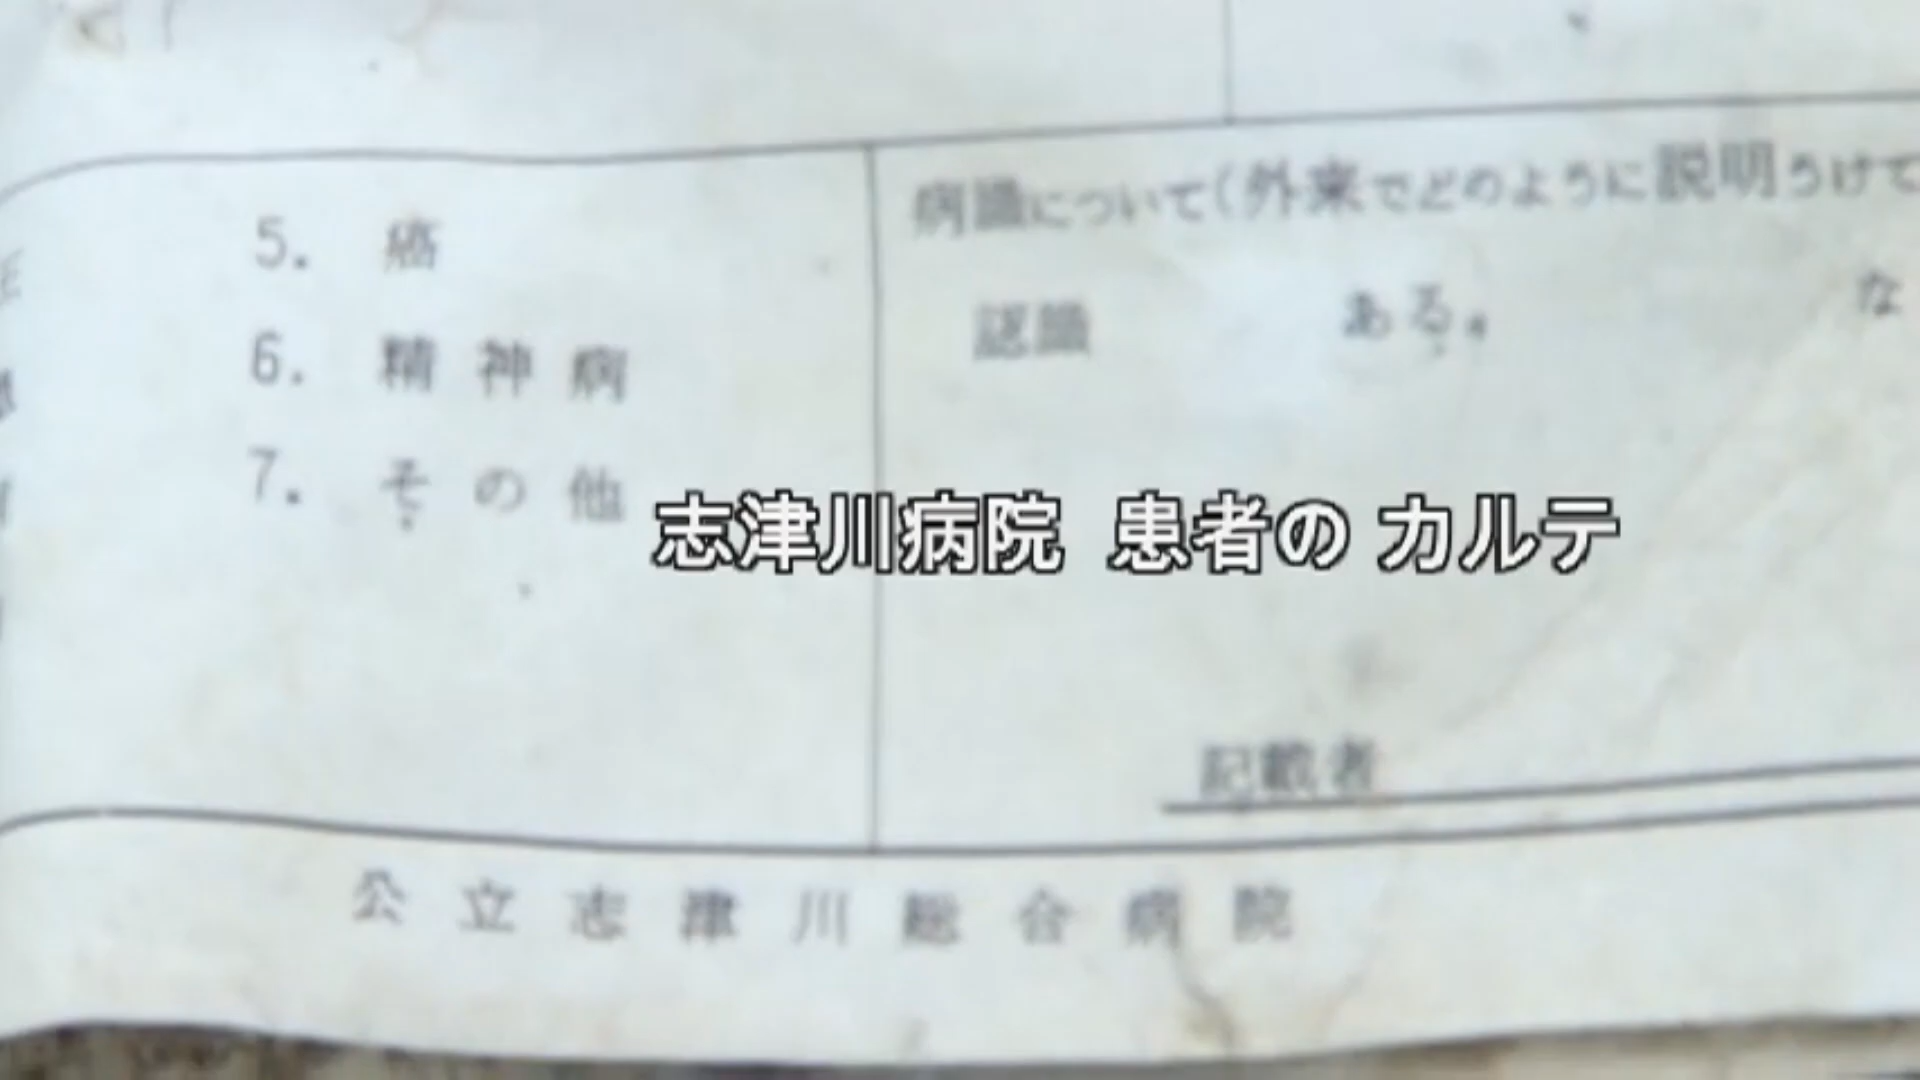 5. 癌
6. 精神病
7. その他
病識について(外来でどのように説明うけて
認識 ある。 な
志津川病院 患者の カルテ
記載者
公立志津川総合病院